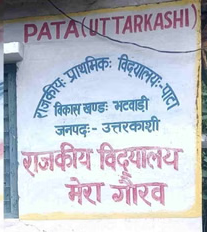 PATA(UTTARKASHI)
राजकीयः प्राथमिकः विद्यालयः-पाटा
विकास खण्डः भटवाडी
जनपदः- उत्तरकाशी
राजकीय विद्यालय
मेरा गौरव